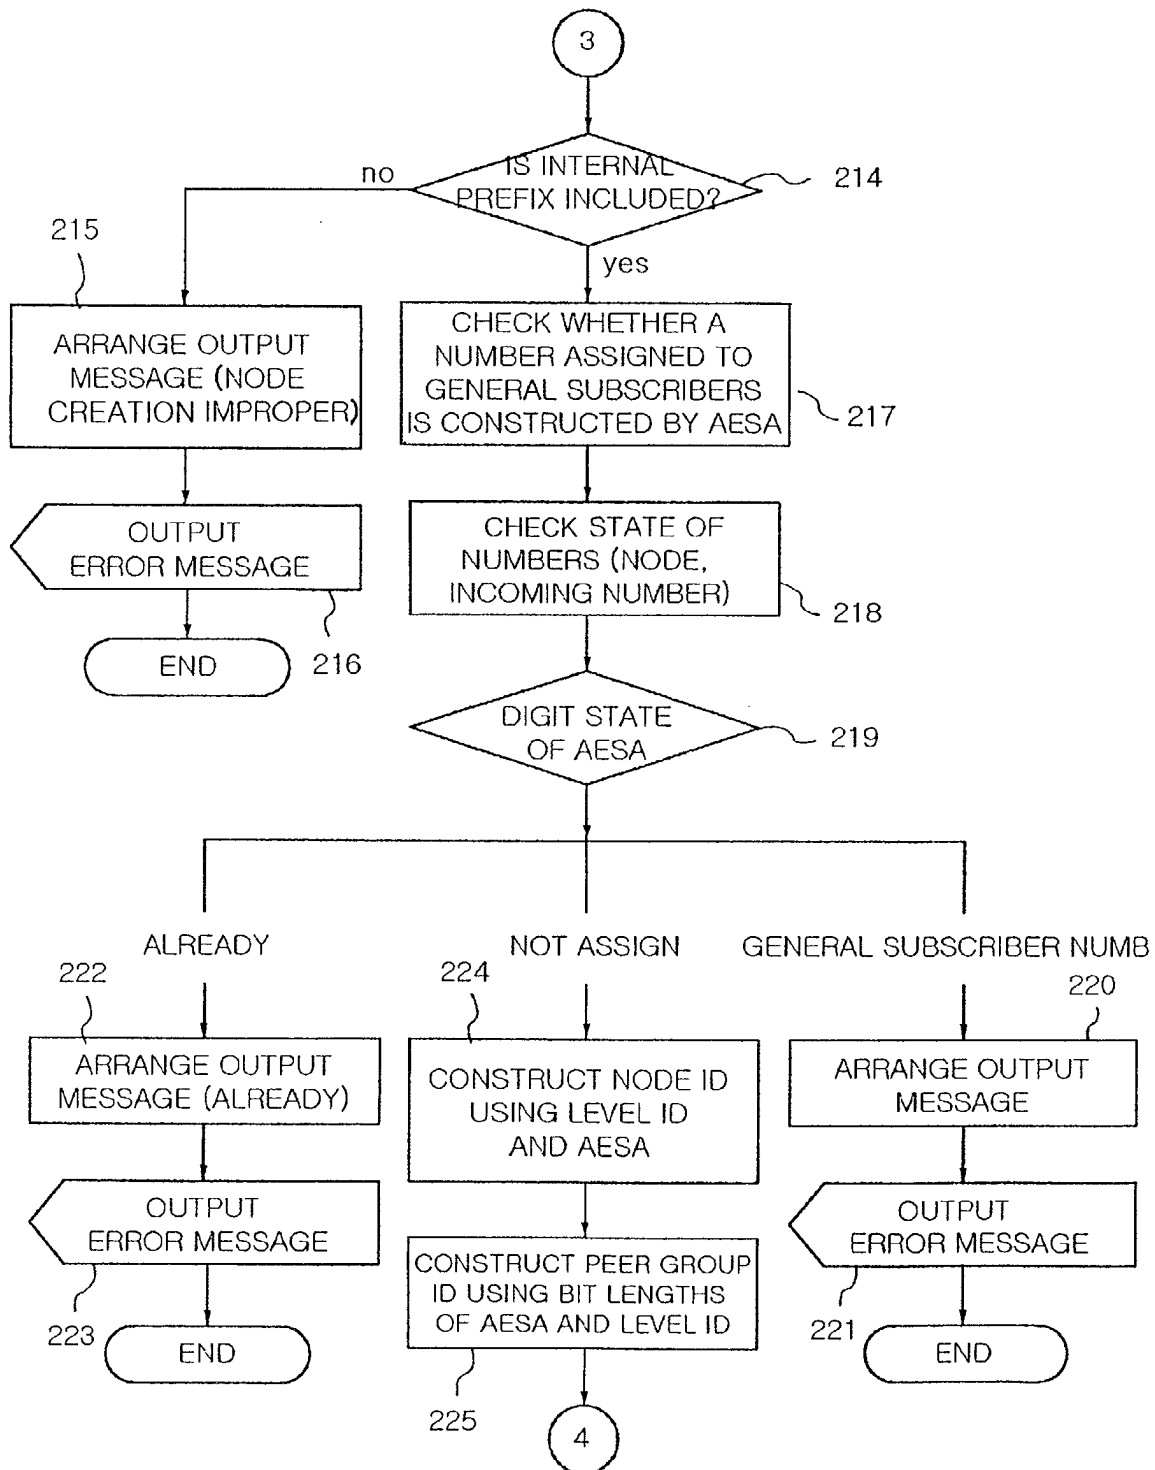 3
IS INTERNAL
PREFIX INCLUDED?
214
no
yes
215
ARRANGE OUTPUT
MESSAGE (NODE
CREATION IMPROPER)
CHECK WHETHER A
NUMBER ASSIGNED TO
GENERAL SUBSCRIBERS
IS CONSTRUCTED BY AESA
217
OUTPUT
ERROR MESSAGE
216
END
CHECK STATE OF
NUMBERS (NODE,
INCOMING NUMBER)
218
DIGIT STATE
OF AESA
219
ALREADY
NOT ASSIGN
GENERAL SUBSCRIBER NUMB
222
224
220
ARRANGE OUTPUT
MESSAGE (ALREADY)
CONSTRUCT NODE ID
USING LEVEL ID
AND AESA
ARRANGE OUTPUT
MESSAGE
OUTPUT
ERROR MESSAGE
223
END
CONSTRUCT PEER GROUP
ID USING BIT LENGTHS
OF AESA AND LEVEL ID
225
OUTPUT
ERROR MESSAGE
221
END
4